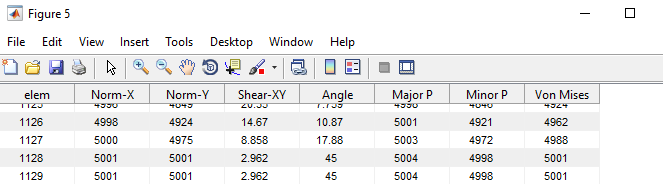 Figure 5
File Edit View Insert Tools Desktop Window Help
elem Norm-X Norm-Y Shear-XY Angle Major P Minor P Von Mises
1125 4996 4849 20.35 7.739 4998 4846 4924
1126 4998 4924 14.67 10.87 5001 4921 4962
1127 5000 4975 8.858 17.88 5003 4972 4988
1128 5001 5001 2.962 45 5004 4998 5001
1129 5001 5001 2.962 45 5004 4998 5001